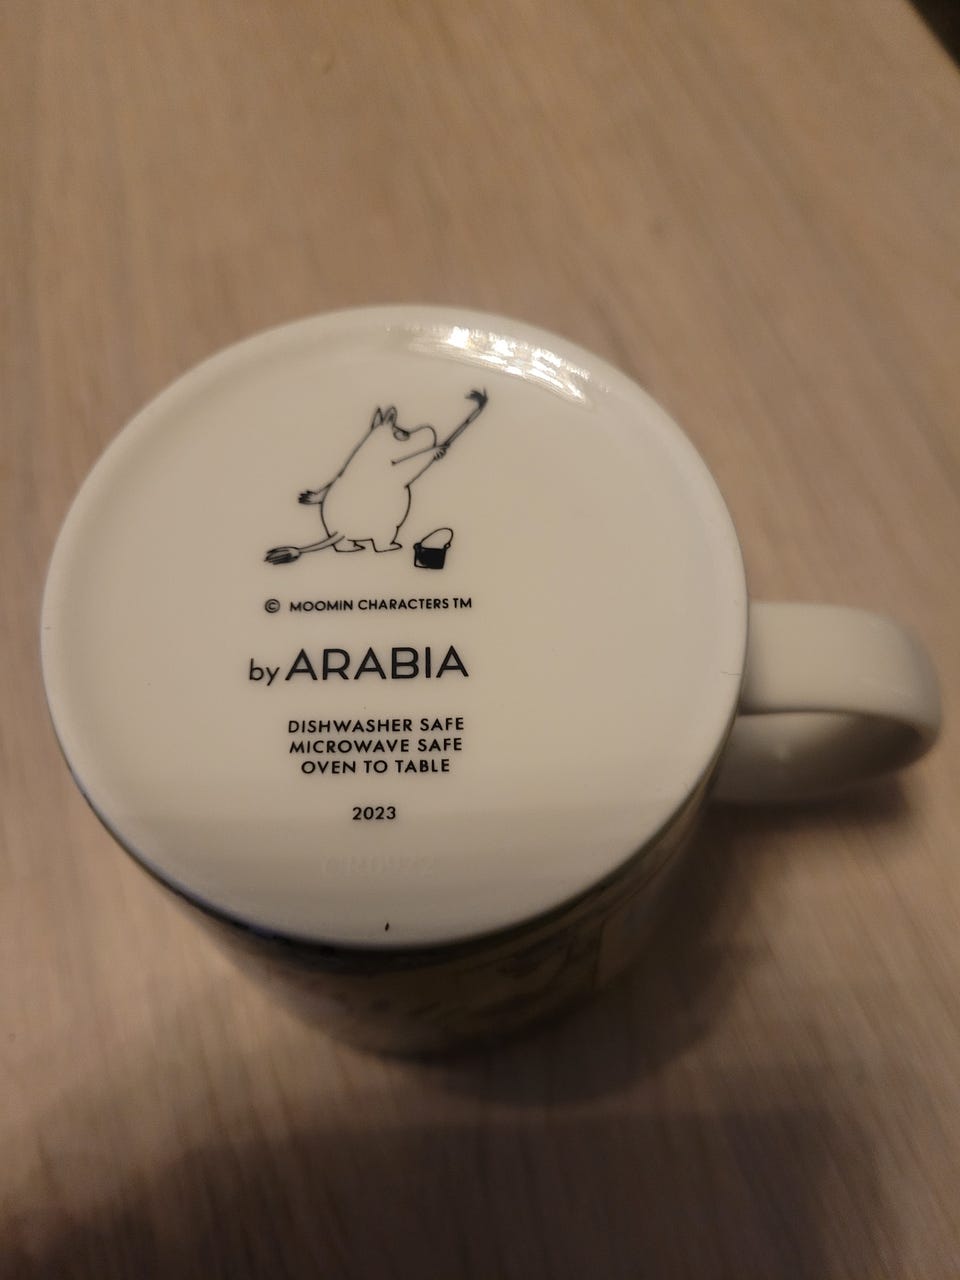 © MOOMIN CHARACTERS TM
by ARABIA
DISHWASHER SAFE
MICROWAVE SAFE
OVEN TO TABLE
2023